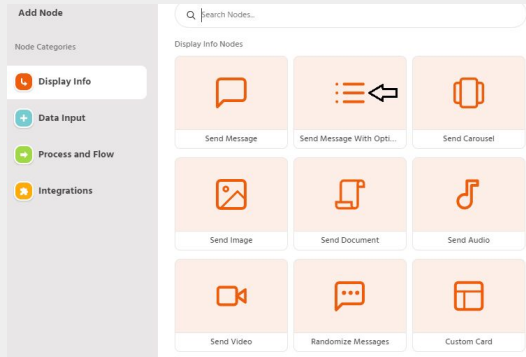 Add Node
Search Nodes..
Node Categories
Display Info Nodes
Display Info
Data Input
Process and Flow
Integrations
Send Message
Send Message With Opti...
Send Carousel
Send Image
Send Document
Send Audio
Send Video
Randomize Messages
Custom Card